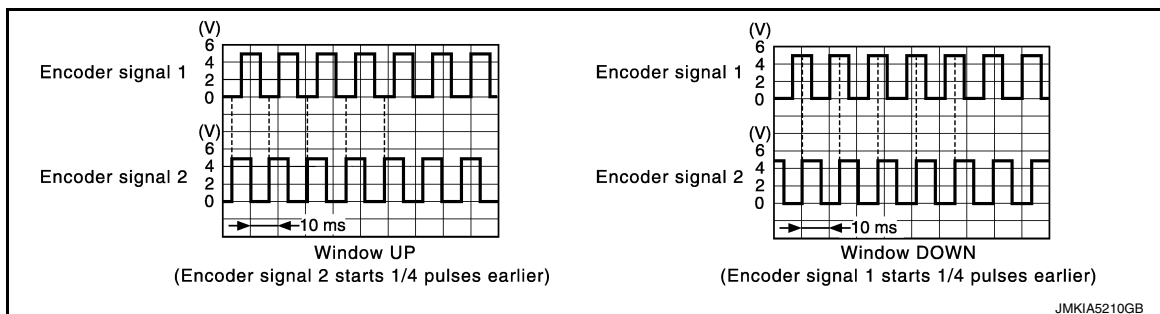 (V)
6
4
2
0
Encoder signal 1
(V)
6
4
2
0
Encoder signal 2
10 ms
Window UP
(Encoder signal 2 starts 1/4 pulses earlier)
(V)
6
4
2
0
Encoder signal 1
(V)
6
4
2
0
Encoder signal 2
10 ms
Window DOWN
(Encoder signal 1 starts 1/4 pulses earlier)
JMKIA5210GB